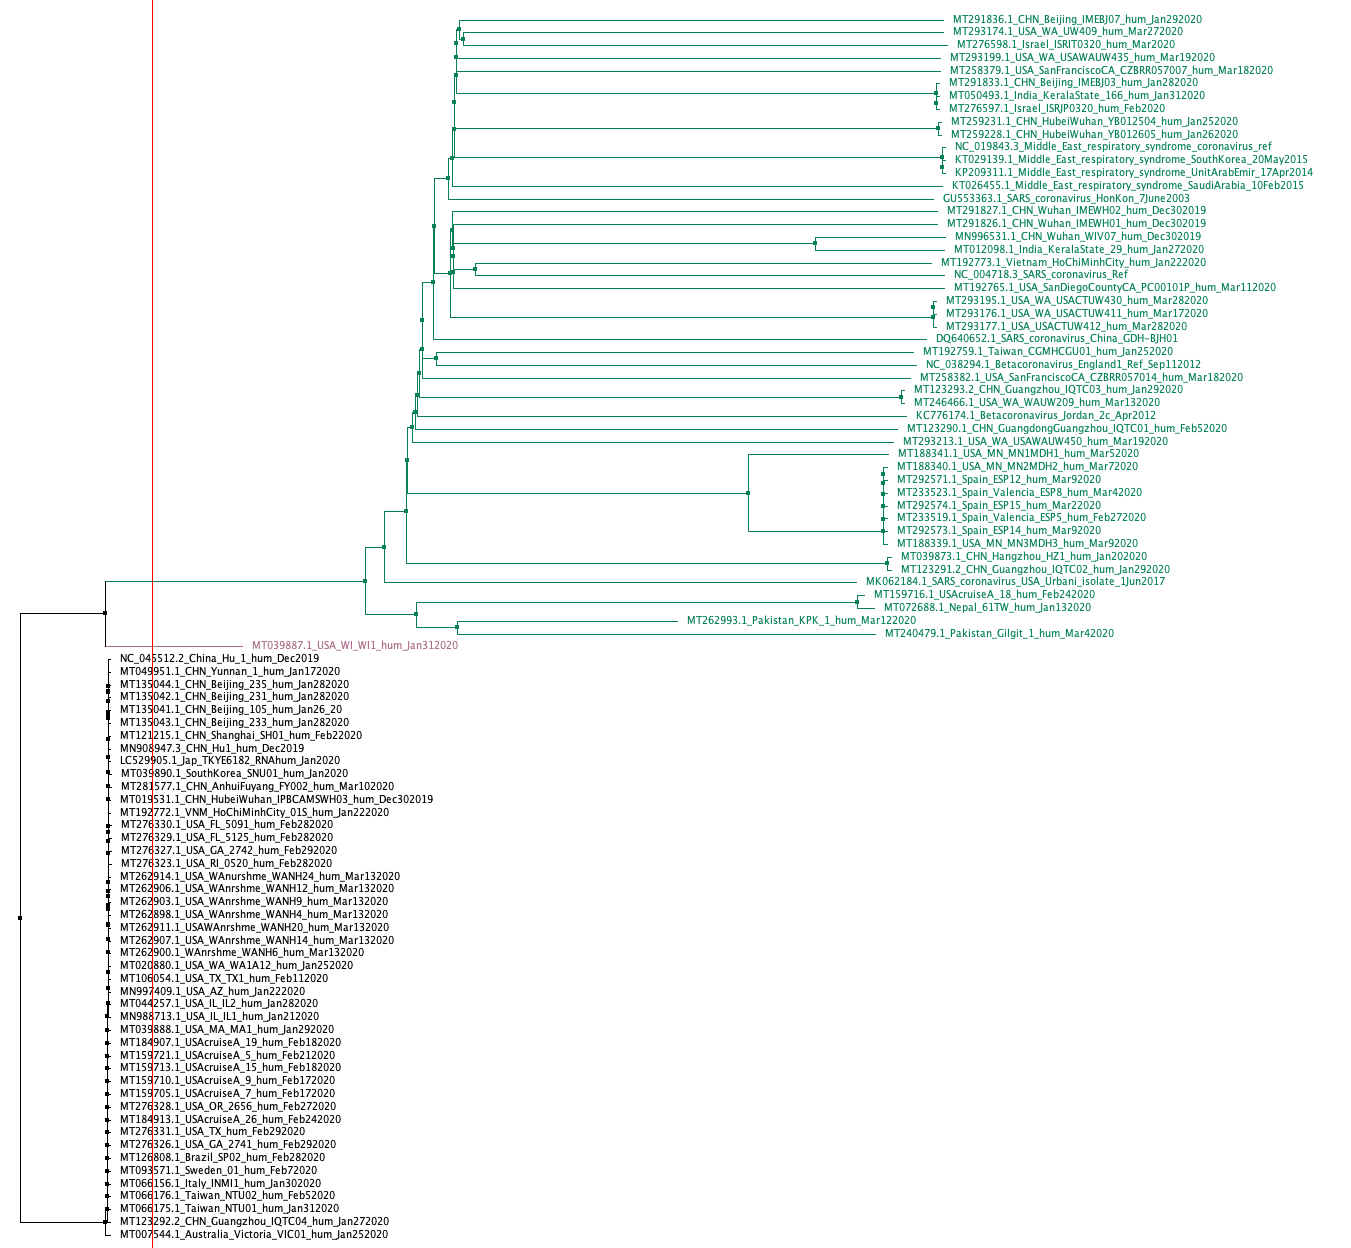 MT291836.1_CHN_Beijing_IMEBJ07_hum_Jan292020
MT293174.1_USA_WA_UW409_hum_Mar272020
MT276598.1_Israel_ISRIT0320_hum_Mar2020
MT293199.1_USA_WA_USAWAUW435_hum_Mar192020
MT258379.1_USA_SanFranciscoCA_CZBRR057007_hum_Mar182020
MT291833.1_CHN_Beijing_IMEBJ03_hum_Jan282020
MT050493.1_India_KeralaState_166_hum_Jan312020
MT276597.1_Israel_ISRJP0320_hum_Feb2020
MT259231.1_CHN_HubeiWuhan_YB012504_hum_Jan252020
MT259228.1_CHN_HubeiWuhan_YB012605_hum_Jan262020
NC_019843.3_Middle_East_respiratory_syndrome_coronavirus_ref
KT029139.1_Middle_East_respiratory_syndrome_SouthKorea_20May2015
KP209311.1_Middle_East_respiratory_syndrome_UnitArabEmir_17Apr2014
KT026455.1_Middle_East_respiratory_syndrome_SaudiArabia_10Feb2015
GU553363.1_SARS_coronavirus_HonKon_7June2003
MT291827.1_CHN_Wuhan_IMEWH02_hum_Dec302019
MT291826.1_CHN_Wuhan_IMEWH01_hum_Dec302019
MN996531.1_CHN_Wuhan_WIV07_hum_Dec302019
MT012098.1_India_KeralaState_29_hum_Jan272020
MT192773.1_Vietnam_HoChiMinhCity_hum_Jan222020
NC_004718.3_SARS_coronavirus_Ref
MT192765.1_USA_SanDiegoCountyCA_PC00101P_hum_Mar112020
MT293195.1_USA_WA_USACTUW430_hum_Mar282020
MT293176.1_USA_WA_USACTUW411_hum_Mar172020
MT293177.1_USA_USACTUW412_hum_Mar282020
DQ640652.1_SARS_coronavirus_China_GDH-BJH01
MT192759.1_Taiwan_CGMHCGU01_hum_Jan252020
NC_038294.1_Betacoronavirus_England1_Ref_Sep112012
MT258382.1_USA_SanFranciscoCA_CZBRR057014_hum_Mar182020
MT123293.2_CHN_Guangzhou_IQTC03_hum_Jan292020
MT246466.1_USA_WA_WAUW209_hum_Mar132020
KC776174.1_Betacoronavirus_Jordan_2c_Apr2012
MT123290.1_CHN_GuangdongGuangzhou_IQTC01_hum_Feb52020
MT293213.1_USA_WA_USAWAUW450_hum_Mar192020
MT188341.1_USA_MN_MN1MDH1_hum_Mar52020
MT188340.1_USA_MN_MN2MDH2_hum_Mar72020
MT292571.1_Spain_ESP12_hum_Mar92020
MT233523.1_Spain_Valencia_ESP8_hum_Mar42020
MT292574.1_Spain_ESP15_hum_Mar22020
MT233519.1_Spain_Valencia_ESP5_hum_Feb272020
MT292573.1_Spain_ESP14_hum_Mar92020
MT188339.1_USA_MN_MN3MDH3_hum_Mar92020
MT039873.1_CHN_Hangzhou_HZ1_hum_Jan202020
MT123291.2_CHN_Guangzhou_IQTC02_hum_Jan292020
MK062184.1_SARS_coronavirus_USA_Urbani_isolate_1Jun2017
MT159716.1_USAcruiseA_18_hum_Feb242020
MT072688.1_Nepal_61TW_hum_Jan132020
MT262993.1_Pakistan_KPK_1_hum_Mar122020
MT240479.1_Pakistan_Gilgit_1_hum_Mar42020
MT039887.1_USA_WI_WI1_hum_Jan312020
NC_045512.2_China_Hu_1_hum_Dec2019
MT049951.1_CHN_Yunnan_1_hum_Jan172020
MT135044.1_CHN_Beijing_235_hum_Jan282020
MT135042.1_CHN_Beijing_231_hum_Jan282020
MT135041.1_CHN_Beijing_105_hum_Jan26_20
MT135043.1_CHN_Beijing_233_hum_Jan282020
MT121215.1_CHN_Shanghai_SH01_hum_Feb22020
MN908947.3_CHN_Hu1_hum_Dec2019
LC529905.1_Jap_TKYE6182_RNAhum_Jan2020
MT039890.1_SouthKorea_SNU01_hum_Jan2020
MT281577.1_CHN_AnhuiFuyang_FY002_hum_Mar102020
MT019531.1_CHN_HubeiWuhan_IPBCAMSWH03_hum_Dec302019
MT192772.1_VNM_HoChiMinhCity_01S_hum_Jan222020
MT276330.1_USA_FL_5091_hum_Feb282020
MT276329.1_USA_FL_5125_hum_Feb282020
MT276327.1_USA_GA_2742_hum_Feb292020
MT276323.1_USA_RI_0520_hum_Feb282020
MT262914.1_USA_WAnurshme_WANH24_hum_Mar132020
MT262906.1_USA_WAnrshme_WANH12_hum_Mar132020
MT262903.1_USA_WAnrshme_WANH9_hum_Mar132020
MT262898.1_USA_WAnrshme_WANH4_hum_Mar132020
MT262911.1_USAWAnrshme_WANH20_hum_Mar132020
MT262907.1_USA_WAnrshme_WANH14_hum_Mar132020
MT262900.1_WAnrshme_WANH6_hum_Mar132020
MT020880.1_USA_WA_WA1A12_hum_Jan252020
MT106054.1_USA_TX_TX1_hum_Feb112020
MN997409.1_USA_AZ_hum_Jan222020
MT044257.1_USA_IL_IL2_hum_Jan282020
MN988713.1_USA_IL_IL1_hum_Jan212020
MT039888.1_USA_MA_MA1_hum_Jan292020
MT184907.1_USAcruiseA_19_hum_Feb182020
MT159721.1_USAcruiseA_5_hum_Feb212020
MT159713.1_USAcruiseA_15_hum_Feb182020
MT159710.1_USAcruiseA_9_hum_Feb172020
MT159705.1_USAcruiseA_7_hum_Feb172020
MT276328.1_USA_OR_2656_hum_Feb272020
MT184913.1_USAcruiseA_26_hum_Feb242020
MT276331.1_USA_TX_hum_Feb292020
MT276326.1_USA_GA_2741_hum_Feb292020
MT126808.1_Brazil_SP02_hum_Feb282020
MT093571.1_Sweden_01_hum_Feb72020
MT066156.1_Italy_INMI1_hum_Jan302020
MT066176.1_Taiwan_NTU02_hum_Feb52020
MT066175.1_Taiwan_NTU01_hum_Jan312020
MT123292.2_CHN_Guangzhou_IQTC04_hum_Jan272020
MT007544.1_Australia_Victoria_VIC01_hum_Jan252020